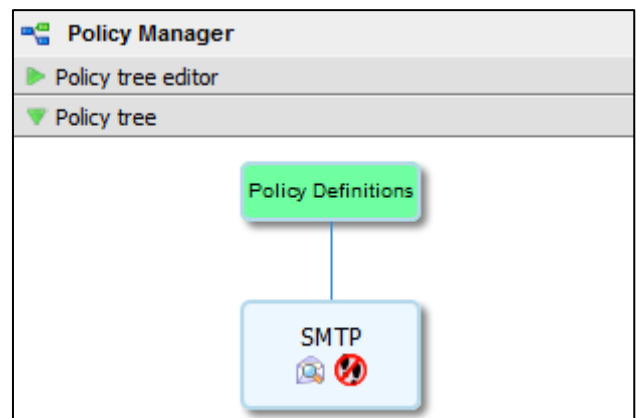 Policy Manager
Policy tree editor
Policy tree
Policy Definitions
SMTP